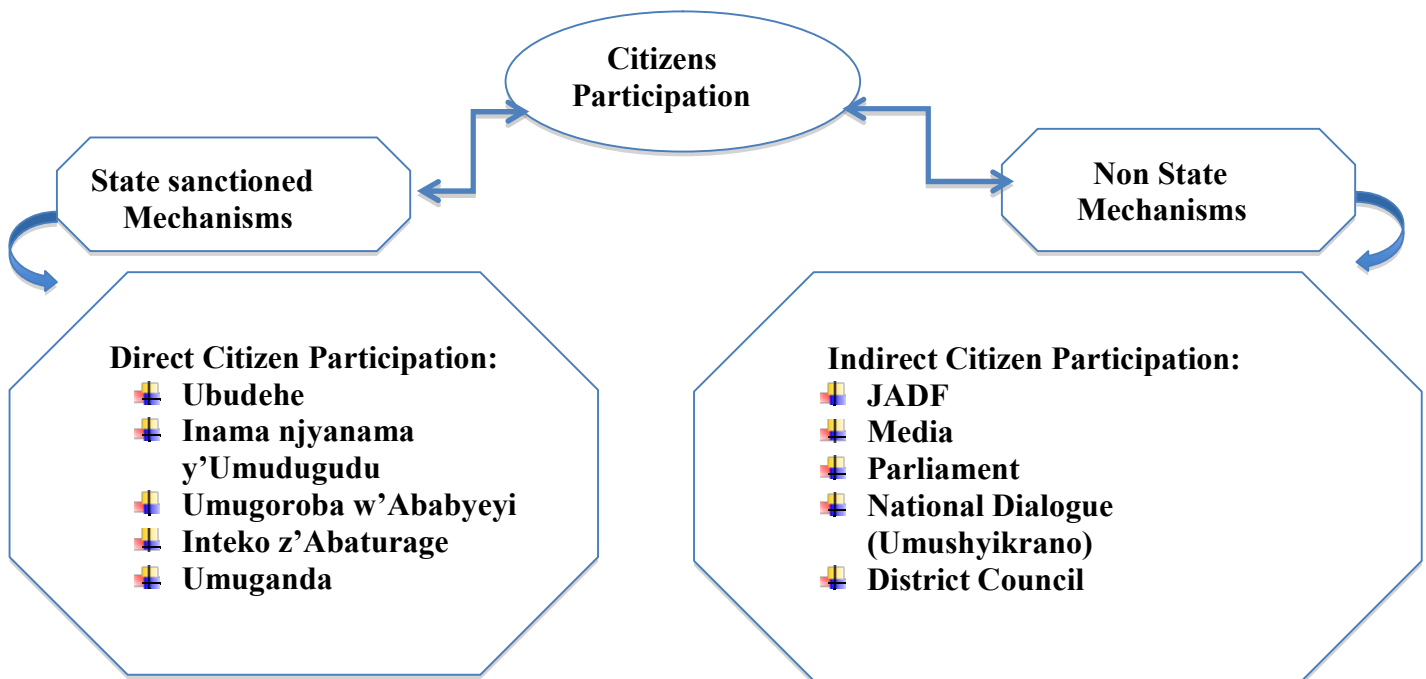 Citizens
Participation
State sanctioned
Mechanisms
Non State
Mechanisms
Direct Citizen Participation:
Ubudehe
Inama njyanama
y’Umudugudu
Umugoroba w’Ababyeyi
Inteko z’Abaturage
Umuganda
Indirect Citizen Participation:
JADF
Media
Parliament
National Dialogue
(Umushyikrano)
District Council